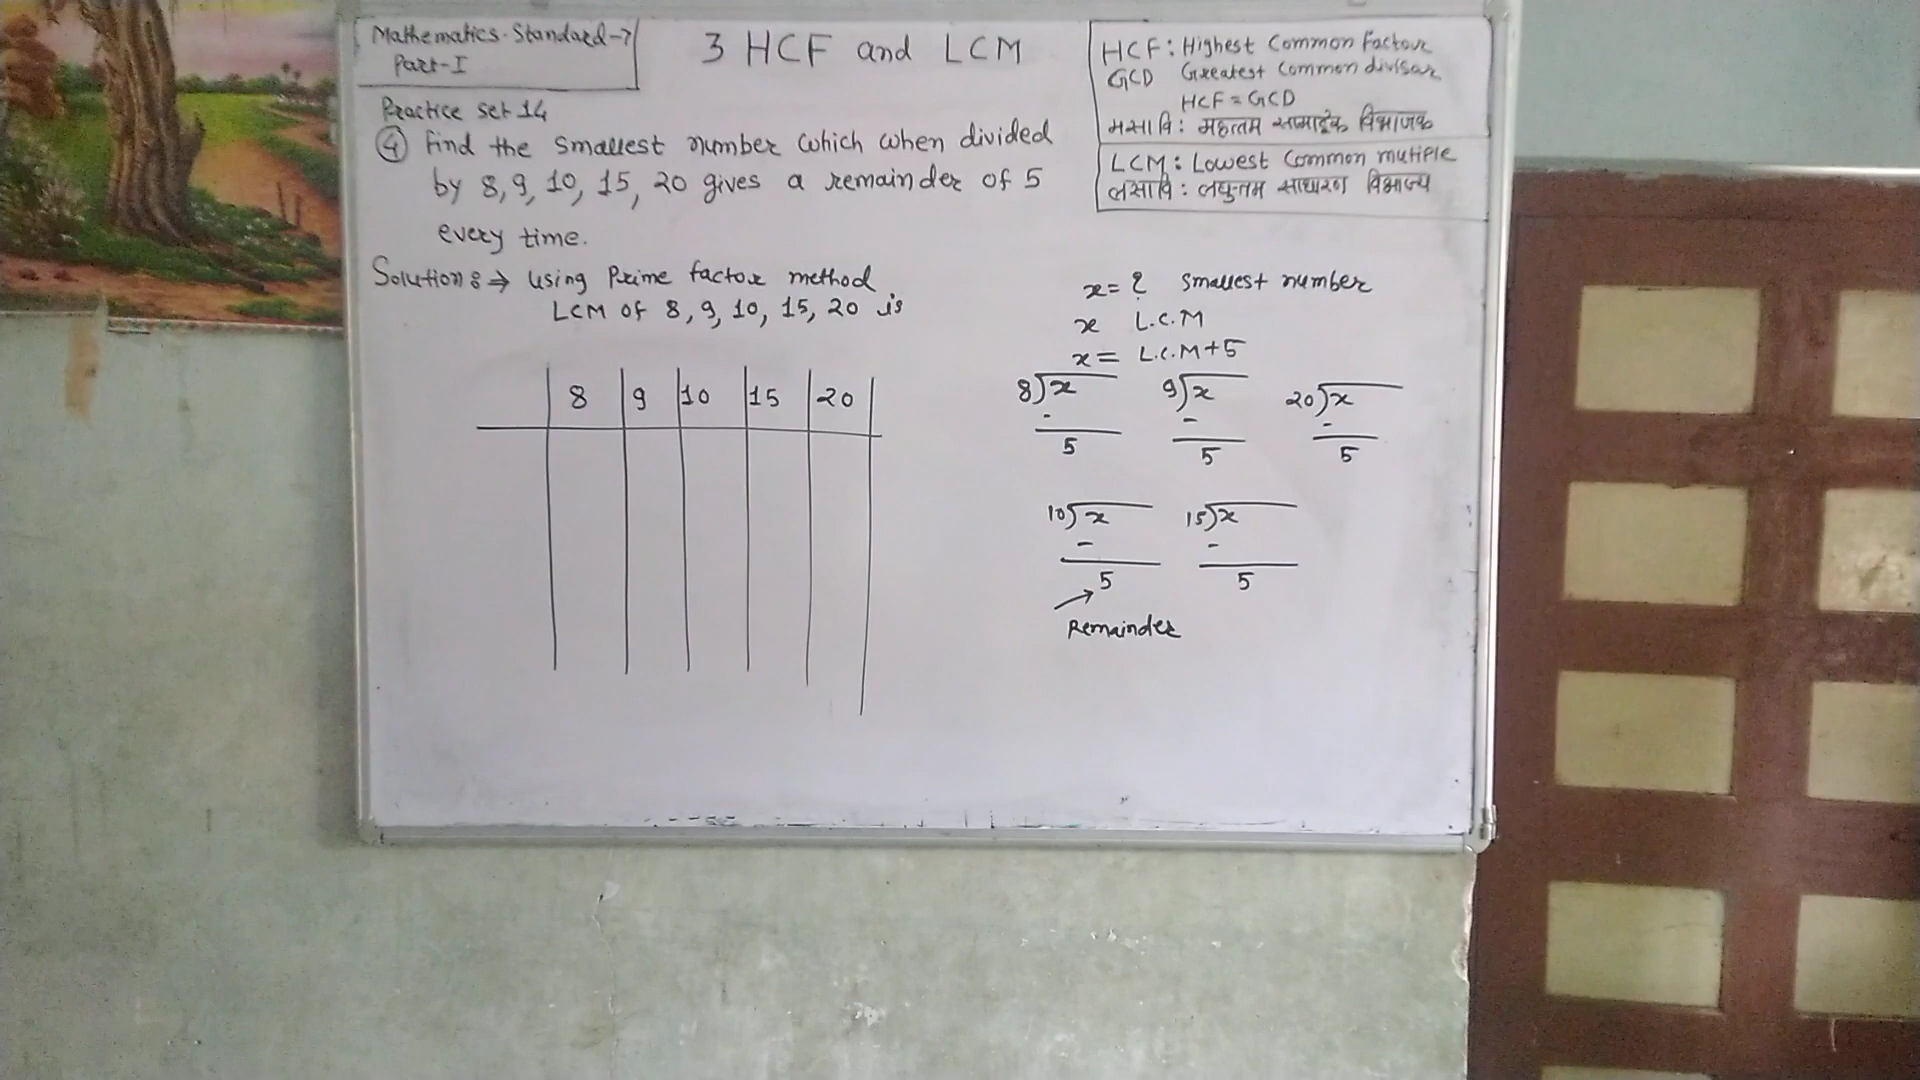 Mathematics. Standard-7
Part-I
3 HCF and LCM
HCF: Highest Common Factor
GCD Greatest Common divisor
HCF = GCD
मसावि: महत्तम सामाईक विभाजक
LCM: Lowest Common mutiple
लसावि: लघुत्तम साधारण विभाज्य
Practice set 14
④ Find the smallest number which when divided
by 8, 9, 10, 15, 20 gives a remainder of 5
every time.
Solution: ⇒ Using Prime factor method
LCM of 8, 9, 10, 15, 20 is
8 9 10 15 20
x = ? smallest number
x L.C.M
x = L.C.M+5
8)x 9)x 20)x
- - -
5 5 5
10)x 15)x
- -
5 5
Remainder